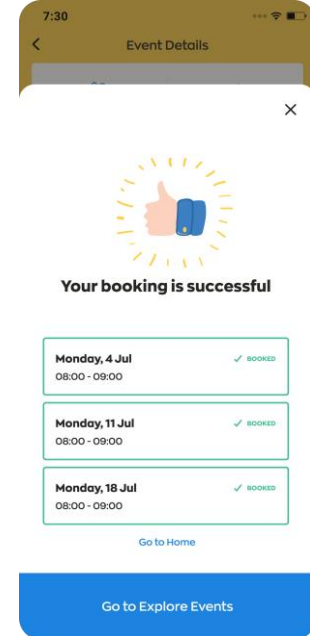 7:30
Event Details
Your booking is successful
Monday, 4 Jul
✓ BOOKED
08:00 - 09:00
Monday, 11 Jul
✓ BOOKED
08:00 - 09:00
Monday, 18 Jul
✓ BOOKED
08:00 - 09:00
Go to Home
Go to Explore Events